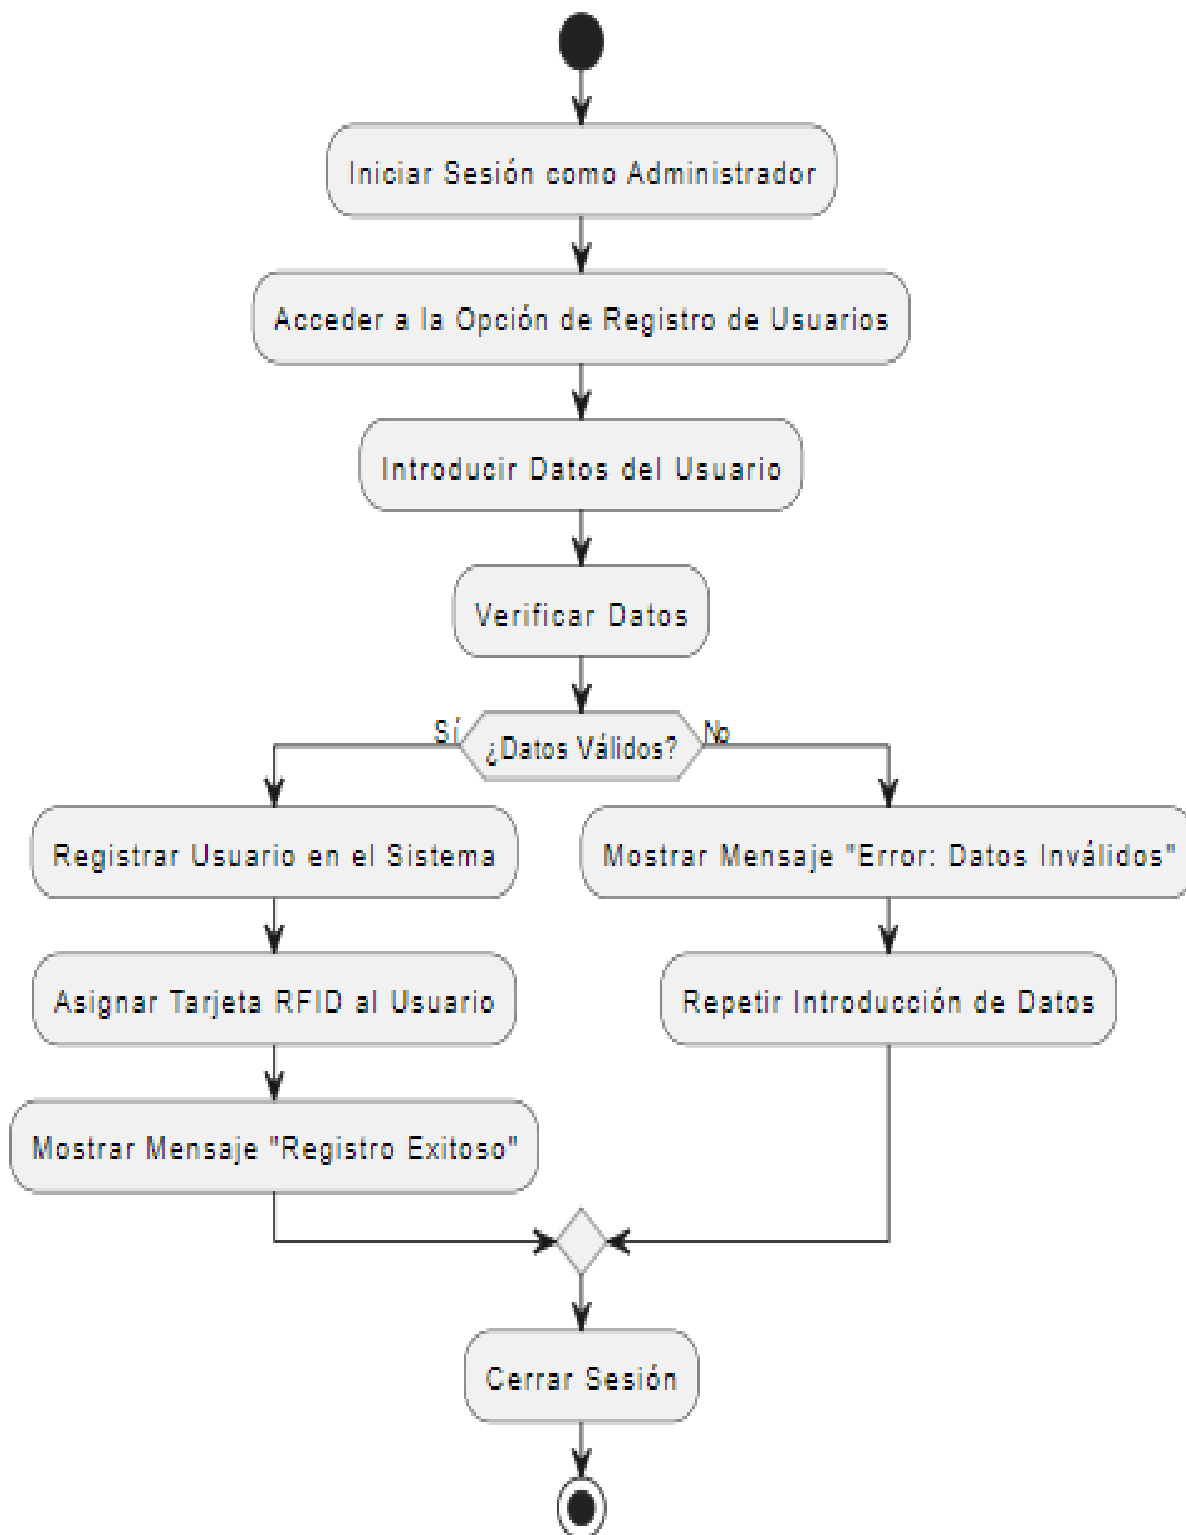 Iniciar Sesión como Administrador
Acceder a la Opción de Registro de Usuarios
Introducir Datos del Usuario
Verificar Datos
Sí
¿Datos Válidos?
No
Registrar Usuario en el Sistema
Mostrar Mensaje "Error: Datos Inválidos"
Asignar Tarjeta RFID al Usuario
Repetir Introducción de Datos
Mostrar Mensaje "Registro Exitoso"
Cerrar Sesión